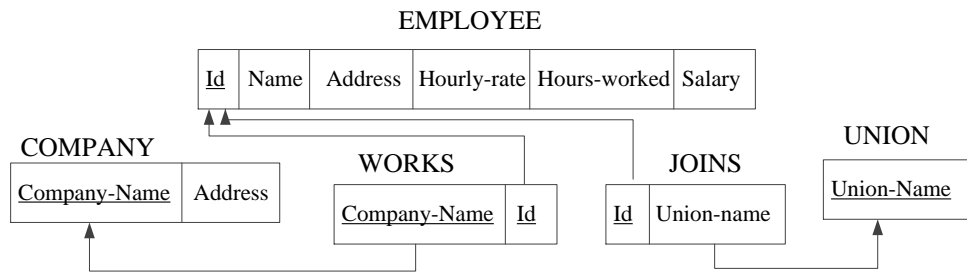 EMPLOYEE
Id Name Address Hourly-rate Hours-worked Salary
COMPANY
Company-Name Address
WORKS
Company-Name Id
JOINS
Id Union-name
UNION
Union-Name